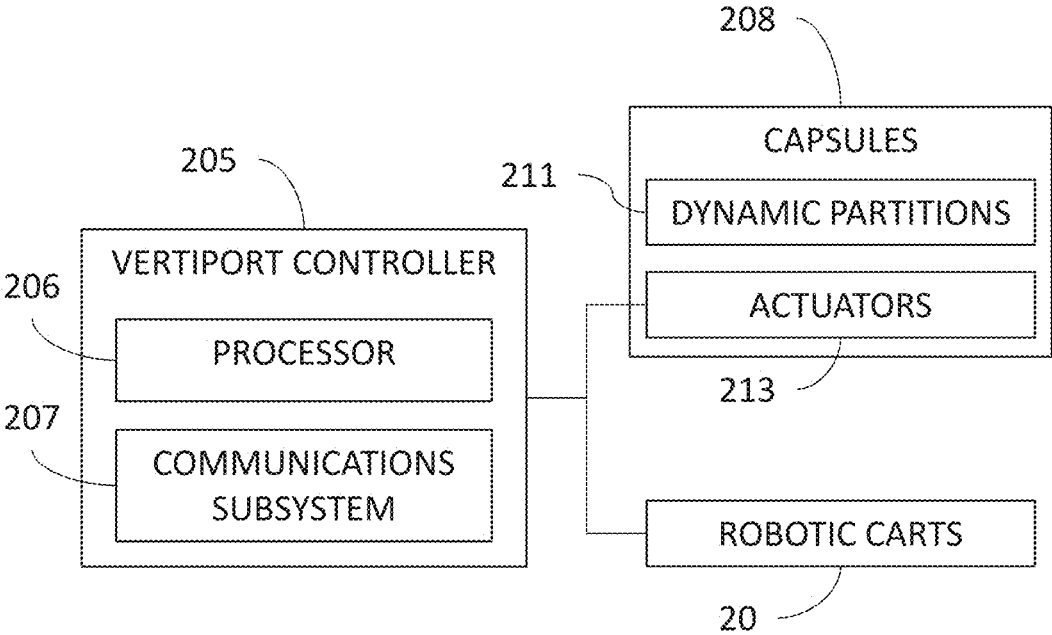 208
CAPSULES
205
211
DYNAMIC PARTITIONS
VERTIPORT CONTROLLER
206
ACTUATORS
PROCESSOR
213
207
COMMUNICATIONS
SUBSYSTEM
ROBOTIC CARTS
20